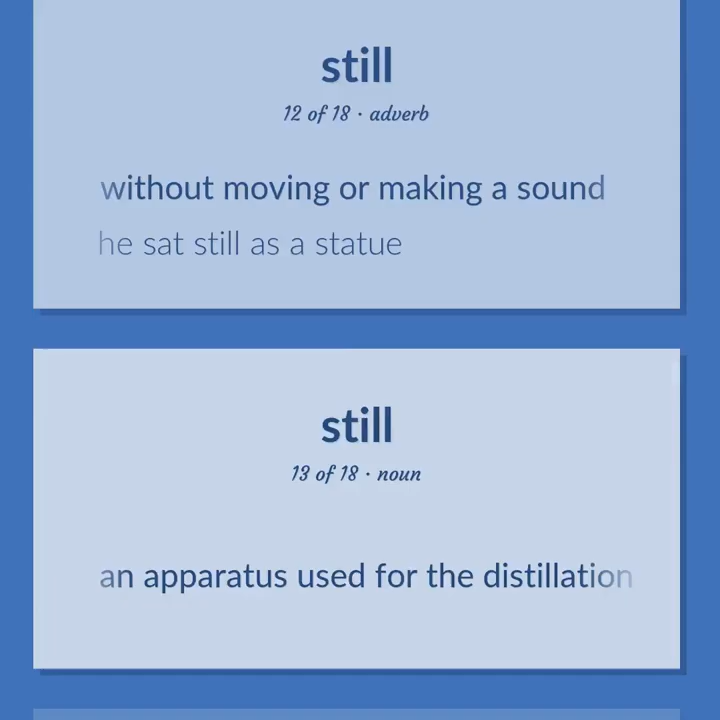 still
12 of 18 · adverb
without moving or making a sound
he sat still as a statue
still
13 of 18 · noun
an apparatus used for the distillation